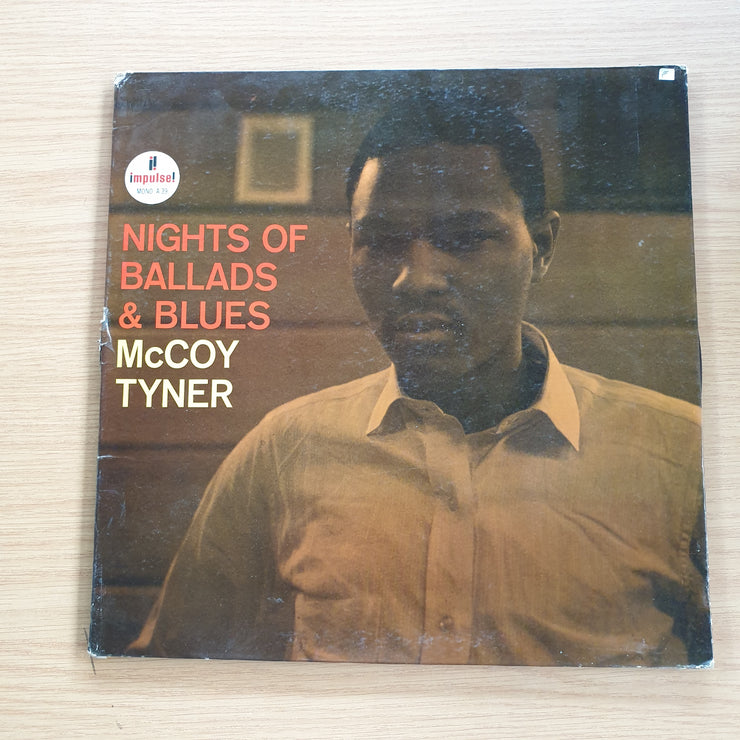 impulse!
MONO A-39
NIGHTS OF
BALLADS
& BLUES
McCOY
TYNER